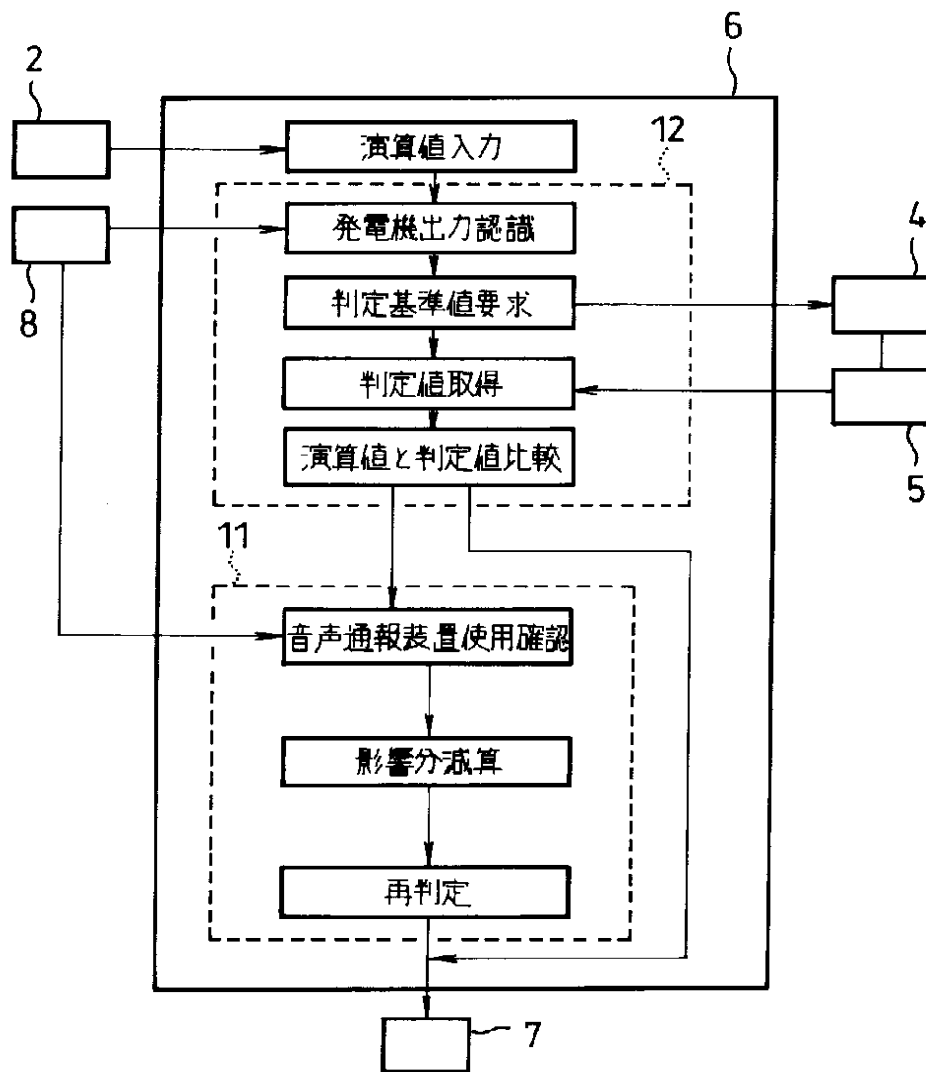 6
2
演算値入力
12
発電機出力認識
4
8
判定基準値要求
判定値取得
5
演算値と判定値比較
11
音声通報装置使用確認
影響分減算
再判定
7